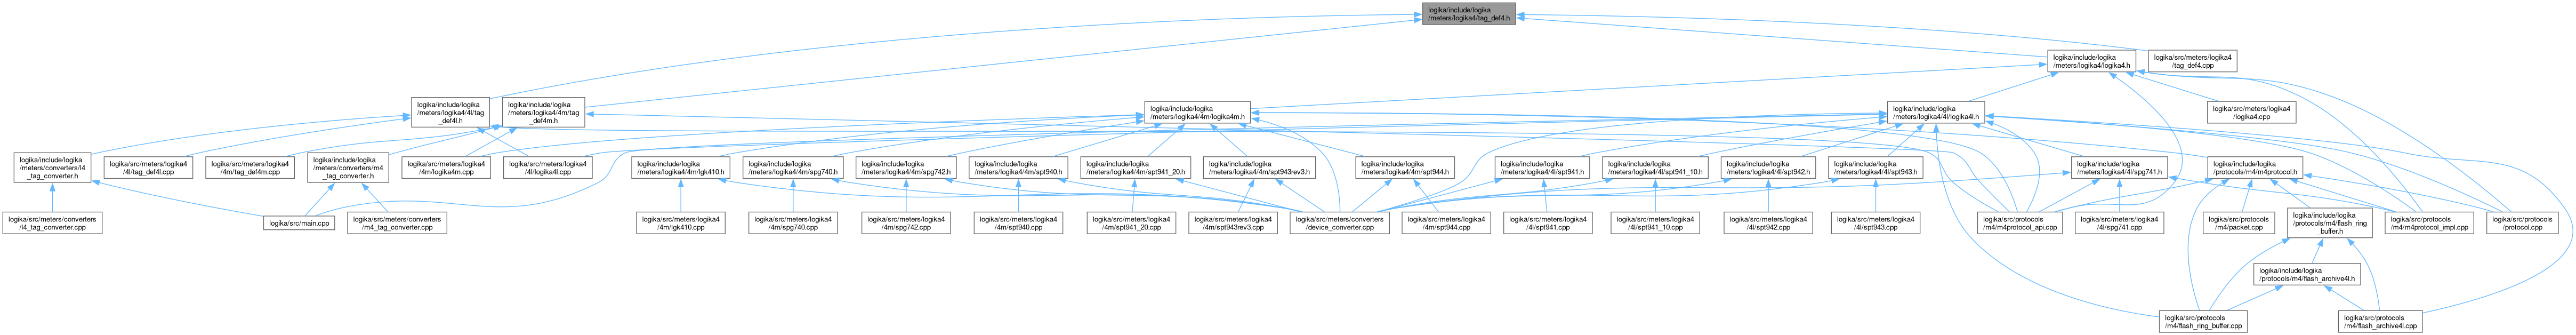 logika/include/logika
/meters/logika4/tag_def4.h
logika/include/logika
/meters/logika4/logika4.h
logika/src/meters/logika4
/tag_def4.cpp
logika/include/logika
/meters/logika4/4l/tag
_def4l.h
logika/include/logika
/meters/logika4/4m/tag
_def4m.h
logika/include/logika
/meters/logika4/4m/logika4m.h
logika/include/logika
/meters/logika4/4l/logika4l.h
logika/src/meters/logika4
/logika4.cpp
logika/include/logika
/meters/converters/l4
_tag_converter.h
logika/src/meters/logika4
/4l/tag_def4l.cpp
logika/src/meters/logika4
/4m/tag_def4m.cpp
logika/include/logika
/meters/converters/m4
_tag_converter.h
logika/src/meters/logika4
/4m/logika4m.cpp
logika/src/meters/logika4
/4l/logika4l.cpp
logika/include/logika
/meters/logika4/4m/lgk410.h
logika/include/logika
/meters/logika4/4m/spg740.h
logika/include/logika
/meters/logika4/4m/spg742.h
logika/include/logika
/meters/logika4/4m/spt940.h
logika/include/logika
/meters/logika4/4m/spt941_20.h
logika/include/logika
/meters/logika4/4m/spt943rev3.h
logika/include/logika
/meters/logika4/4m/spt944.h
logika/include/logika
/meters/logika4/4l/spt941.h
logika/include/logika
/meters/logika4/4l/spt941_10.h
logika/include/logika
/meters/logika4/4l/spt942.h
logika/include/logika
/meters/logika4/4l/spt943.h
logika/include/logika
/meters/logika4/4l/spg741.h
logika/include/logika
/protocols/m4/m4protocol.h
logika/src/meters/converters
/l4_tag_converter.cpp
logika/src/main.cpp
logika/src/meters/converters
/m4_tag_converter.cpp
logika/src/meters/logika4
/4m/lgk410.cpp
logika/src/meters/logika4
/4m/spg740.cpp
logika/src/meters/logika4
/4m/spg742.cpp
logika/src/meters/logika4
/4m/spt940.cpp
logika/src/meters/logika4
/4m/spt941_20.cpp
logika/src/meters/logika4
/4m/spt943rev3.cpp
logika/src/meters/converters
/device_converter.cpp
logika/src/meters/logika4
/4m/spt944.cpp
logika/src/meters/logika4
/4l/spt941.cpp
logika/src/meters/logika4
/4l/spt941_10.cpp
logika/src/meters/logika4
/4l/spt942.cpp
logika/src/meters/logika4
/4l/spt943.cpp
logika/src/protocols
/m4/m4protocol_api.cpp
logika/src/meters/logika4
/4l/spg741.cpp
logika/src/protocols
/m4/packet.cpp
logika/include/logika
/protocols/m4/flash_ring
_buffer.h
logika/src/protocols
/m4/m4protocol_impl.cpp
logika/src/protocols
/protocol.cpp
logika/include/logika
/protocols/m4/flash_archive4l.h
logika/src/protocols
/m4/flash_ring_buffer.cpp
logika/src/protocols
/m4/flash_archive4l.cpp